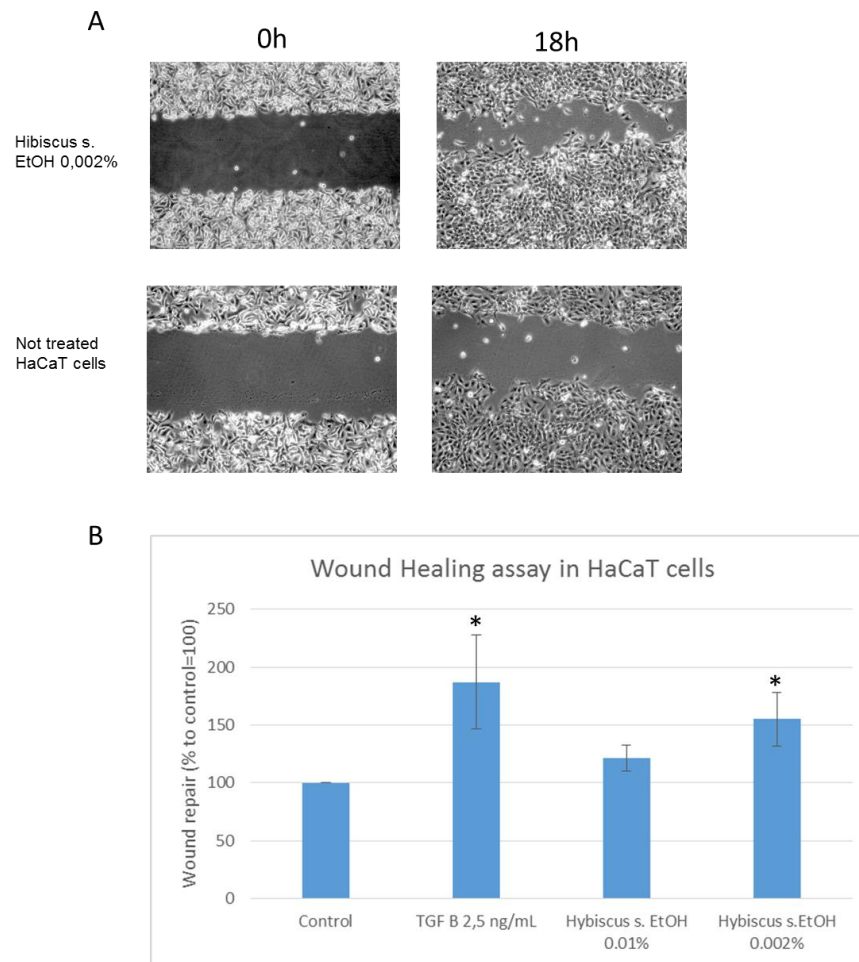 A
0h
18h
Hibiscus s.
EtOH 0,002%
Not treated
HaCaT cells
B
Wound Healing assay in HaCaT cells
Wound repair (% to control=100)
250
200
150
100
50
0
*
*
Control
TGF B 2,5 ng/mL
Hybiscus s. EtOH
0.01%
Hybiscus s.EtOH
0.002%